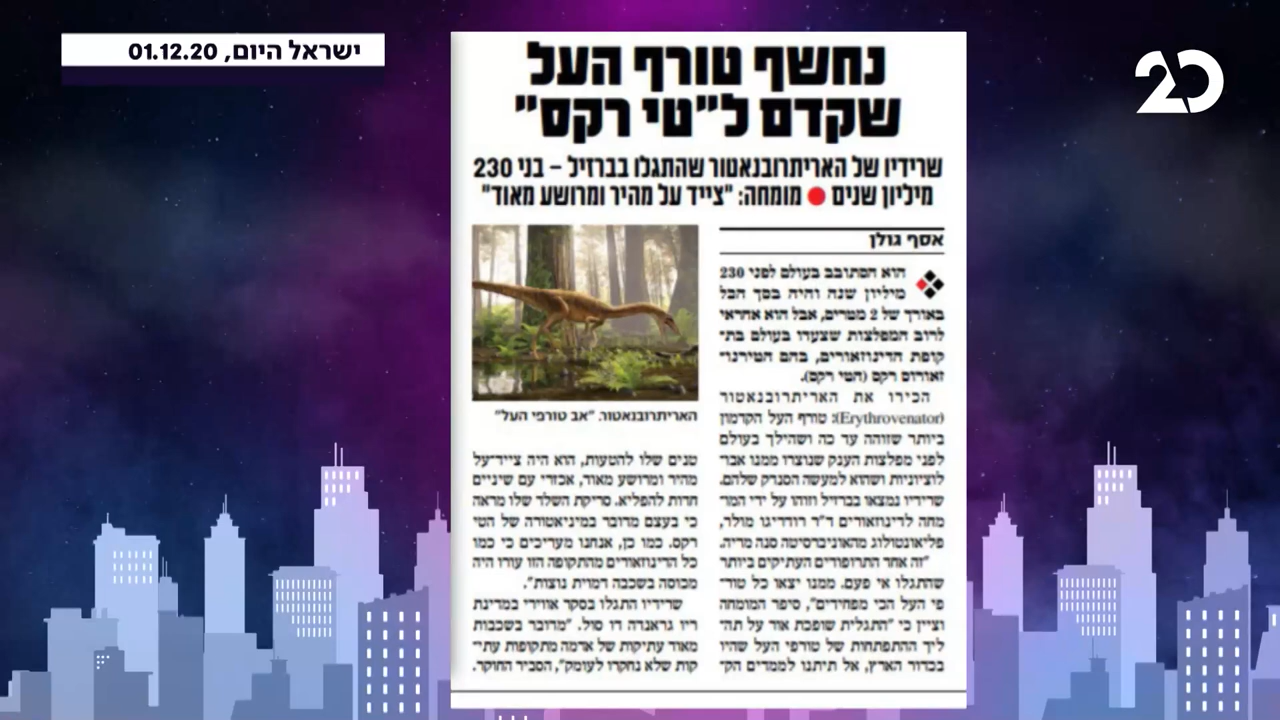 ישראל היום, 01.12.20
20
נחשף טורף העל
שקדם ל"טי רקס"
שרידיו של האריתרובנאטור שהתגלו בברזיל – בני 230
מיליון שנים ● מומחה: "צייד על מהיר ומרושע מאוד"
אסף גולן
הוא הסתובב בעולם לפני 230
מיליון שנה והיה בסך הכל
באורך של 2 מטרים, אבל הוא אחראי
לרוב המפלצות שצעדו בעולם בת־
קופת הדינוזאורים, בהם הטירנו־
זאורוס רקס (הטי רקס).
הכירו את האריתרובנאטור
(Erythrovenator): טורף העל הקדמון
ביותר שזוהה עד כה ושהילך בעולם
לפני מפלצות הענק שנוצרו ממנו אבו־
לוציונית ושהוא למעשה הסנדק שלהם.
שרידיו נמצאו בברזיל וזוהו על ידי המו־
מחה לדינוזאורים ד"ר רודריגו מולר,
פליאונטולוג מהאוניברסיטה סנה מריה.
"זה אחד התרופודים העתיקים ביותר
שהתגלו אי פעם. ממנו יצאו כל טור־
פי העל הכי מפחידים", סיפר המומחה
וציין כי "התגלית שופכת אור על תה־
ליך ההתפתחות של טורפי העל שהיו
בכדור הארץ, אל תיתנו לממדים הק־
האריתרובנאטור. "אב טורפי העל"
טנים שלו להטעות, הוא היה צייד־על
מהיר ומרושע מאוד, אכזרי עם שיניים
חדות להפליא. סריקת השלד שלו מראה
כי בעצם מדובר במיניאטורה של הטי
רקס. כמו כן, אנחנו מעריכים כי כמו
כל הדינוזאורים מהתקופה הזו עורו היה
מכוסה בשכבה דמוית נוצות".
שרידיו התגלו בסקר אווירי במדינת
ריו גראנדה דו סול. "מדובר בשכבות
מאוד עתיקות של אדמה מתקופות עתי־
קות שלא נחקרו לעומק", הסביר החוקר.